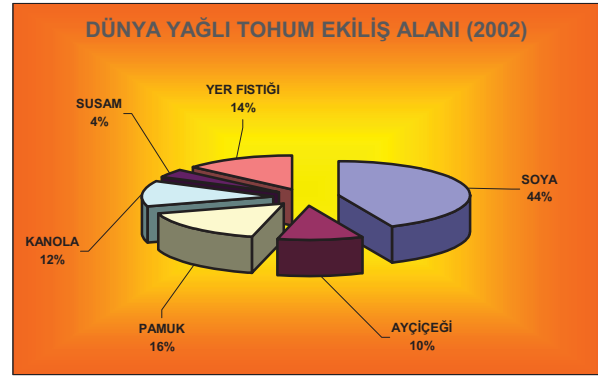 DÜNYA YAĞLI TOHUM EKİLİŞ ALANI (2002)
YER FISTIĞI
14%
SUSAM
4%
SOYA
44%
KANOLA
12%
PAMUK
16%
AYÇİÇEĞİ
10%